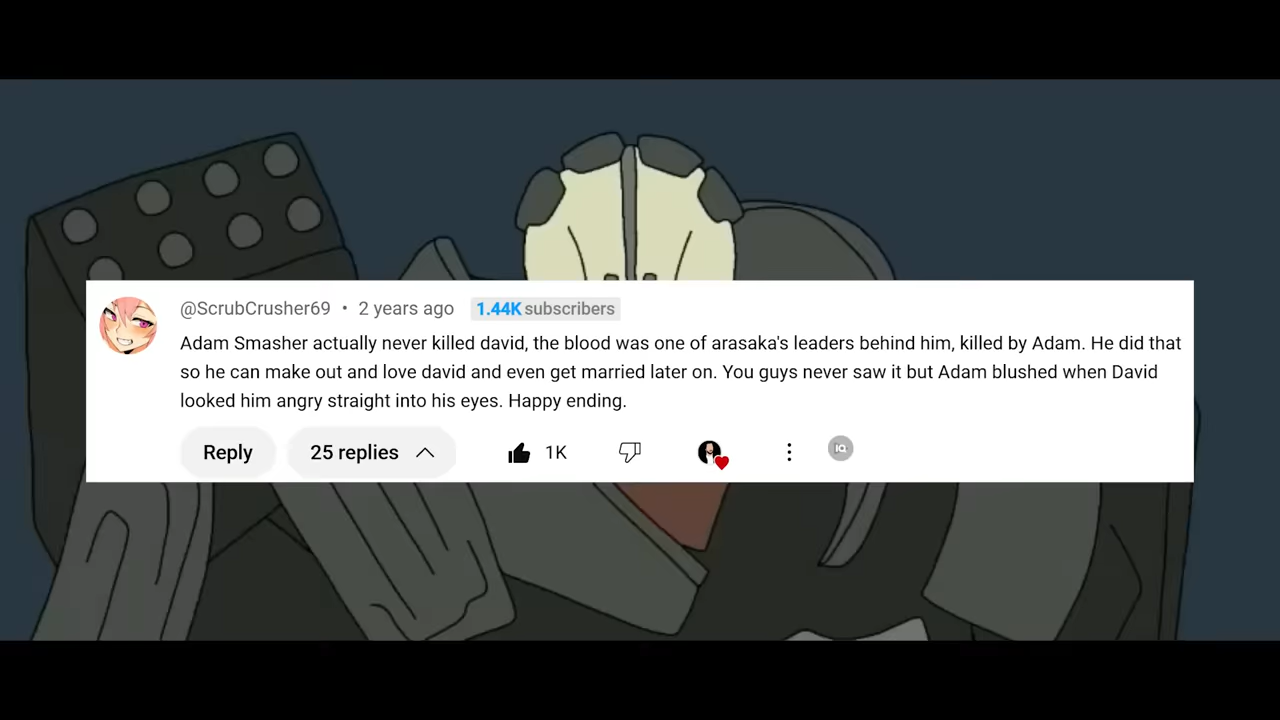 @ScrubCrusher69 • 2 years ago 1.44K subscribers
Adam Smasher actually never killed david, the blood was one of arasaka's leaders behind him, killed by Adam. He did that
so he can make out and love david and even get married later on. You guys never saw it but Adam blushed when David
looked him angry straight into his eyes. Happy ending.
Reply 25 replies 1K IQ